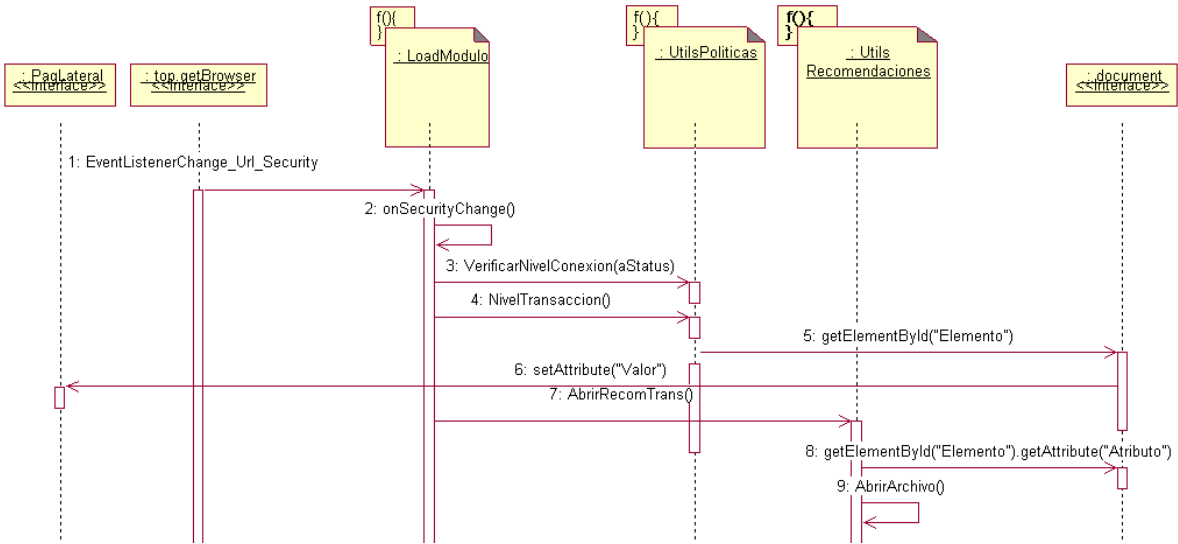 f(){
}
f(){
}
f(){
}
: LoadModulo
: UtilsPoliticas
: Utils
Recomendaciones
: PagLateral
<<Interface>>
: top.getBrowser
<<Interface>>
: document
<<Interface>>
1: EventListenerChange_Url_Security
2: onSecurityChange()
3: VerificarNivelConexion(aStatus)
4: NivelTransaccion()
5: getElementById("Elemento")
6: setAttribute("Valor")
7: AbrirRecomTrans()
8: getElementById("Elemento").getAttribute("Atributo")
9: AbrirArchivo()